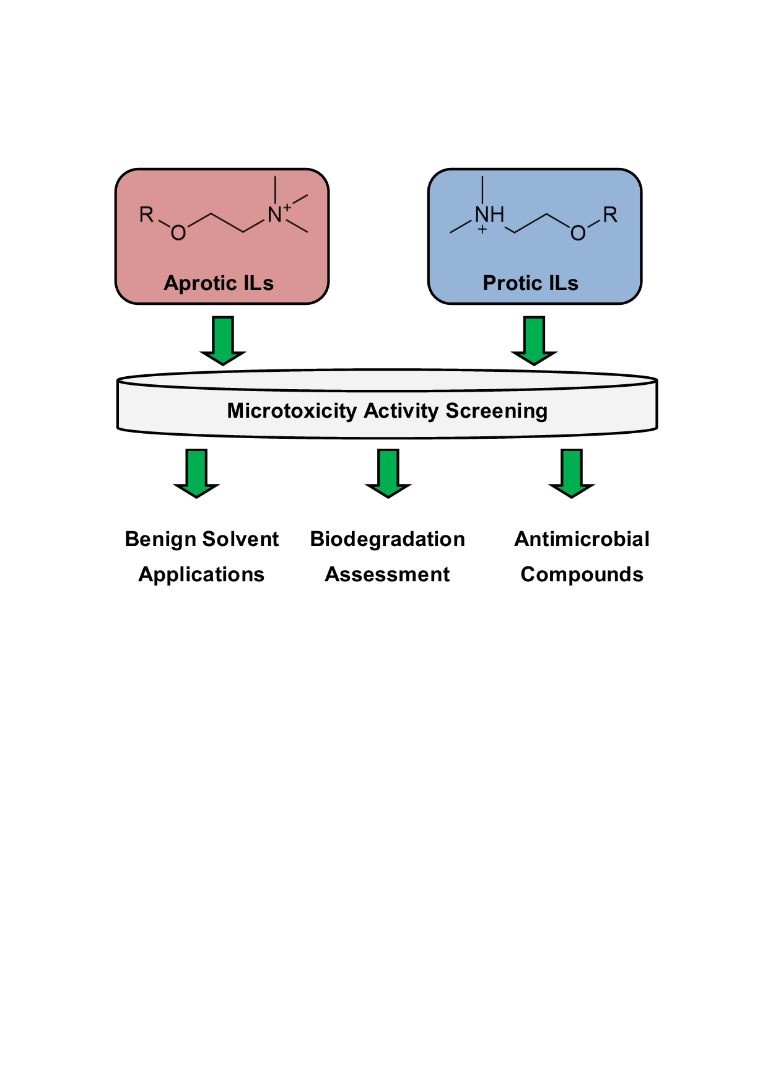 R O N+
NH + O R
Aprotic ILs
Protic ILs
Microtoxicity Activity Screening
Benign Solvent
Applications
Biodegradation
Assessment
Antimicrobial
Compounds